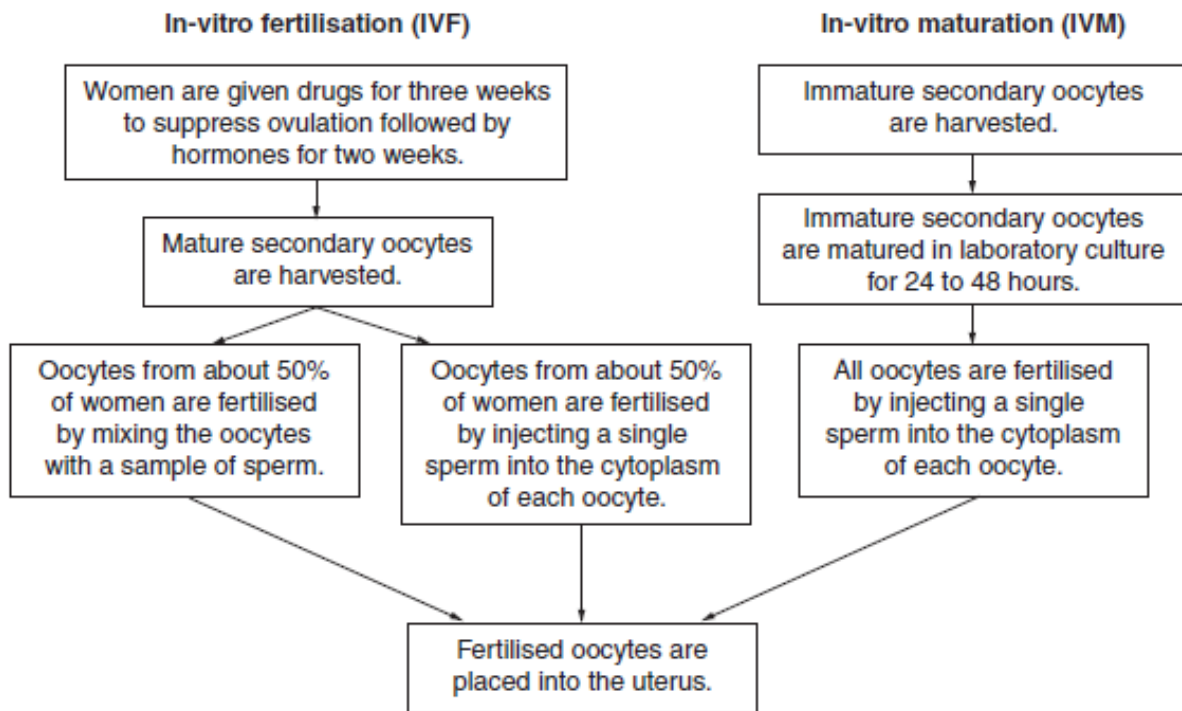 In-vitro fertilisation (IVF)
Women are given drugs for three weeks
to suppress ovulation followed by
hormones for two weeks.
Mature secondary oocytes
are harvested.
Oocytes from about 50%
of women are fertilised
by mixing the oocytes
with a sample of sperm.
Oocytes from about 50%
of women are fertilised
by injecting a single
sperm into the cytoplasm
of each oocyte.
In-vitro maturation (IVM)
Immature secondary oocytes
are harvested.
Immature secondary oocytes
are matured in laboratory culture
for 24 to 48 hours.
All oocytes are fertilised
by injecting a single
sperm into the cytoplasm
of each oocyte.
Fertilised oocytes are
placed into the uterus.